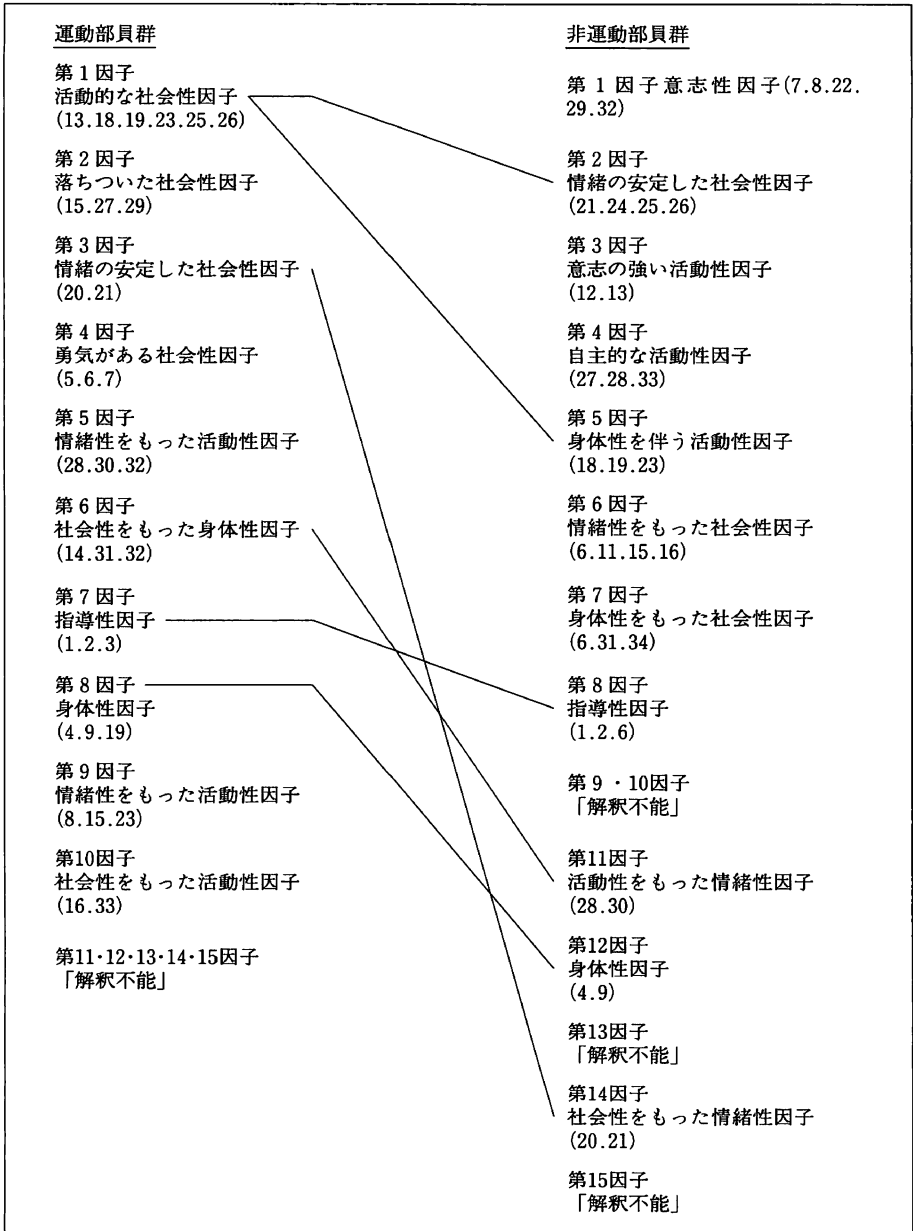 運動部員群
第1因子
活動的な社会性因子
(13.18.19.23.25.26)
第2因子
落ちついた社会性因子
(15.27.29)
第3因子
情緒の安定した社会性因子
(20.21)
第4因子
勇気がある社会性因子
(5.6.7)
第5因子
情緒性をもった活動性因子
(28.30.32)
第6因子
社会性をもった身体性因子
(14.31.32)
第7因子
指導性因子
(1.2.3)
第8因子
身体性因子
(4.9.19)
第9因子
情緒性をもった活動性因子
(8.15.23)
第10因子
社会性をもった活動性因子
(16.33)
第11・12・13・14・15因子
「解釈不能」
非運動部員群
第1因子意志性因子(7.8.22.
29.32)
第2因子
情緒の安定した社会性因子
(21.24.25.26)
第3因子
意志の強い活動性因子
(12.13)
第4因子
自主的な活動性因子
(27.28.33)
第5因子
身体性を伴う活動性因子
(18.19.23)
第6因子
情緒性をもった社会性因子
(6.11.15.16)
第7因子
身体性をもった社会性因子
(6.31.34)
第8因子
指導性因子
(1.2.6)
第9・10因子
「解釈不能」
第11因子
活動性をもった情緒性因子
(28.30)
第12因子
身体性因子
(4.9)
第13因子
「解釈不能」
第14因子
社会性をもった情緒性因子
(20.21)
第15因子
「解釈不能」